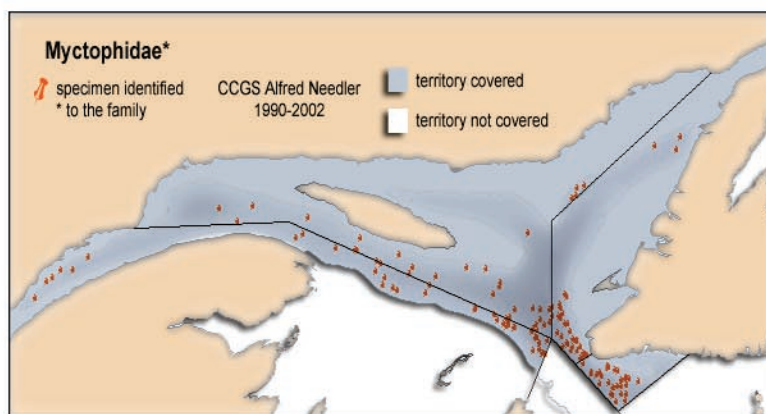 Myctophidae*
specimen identified
* to the family
CCGS Alfred Needler
1990-2002
territory covered
territory not covered